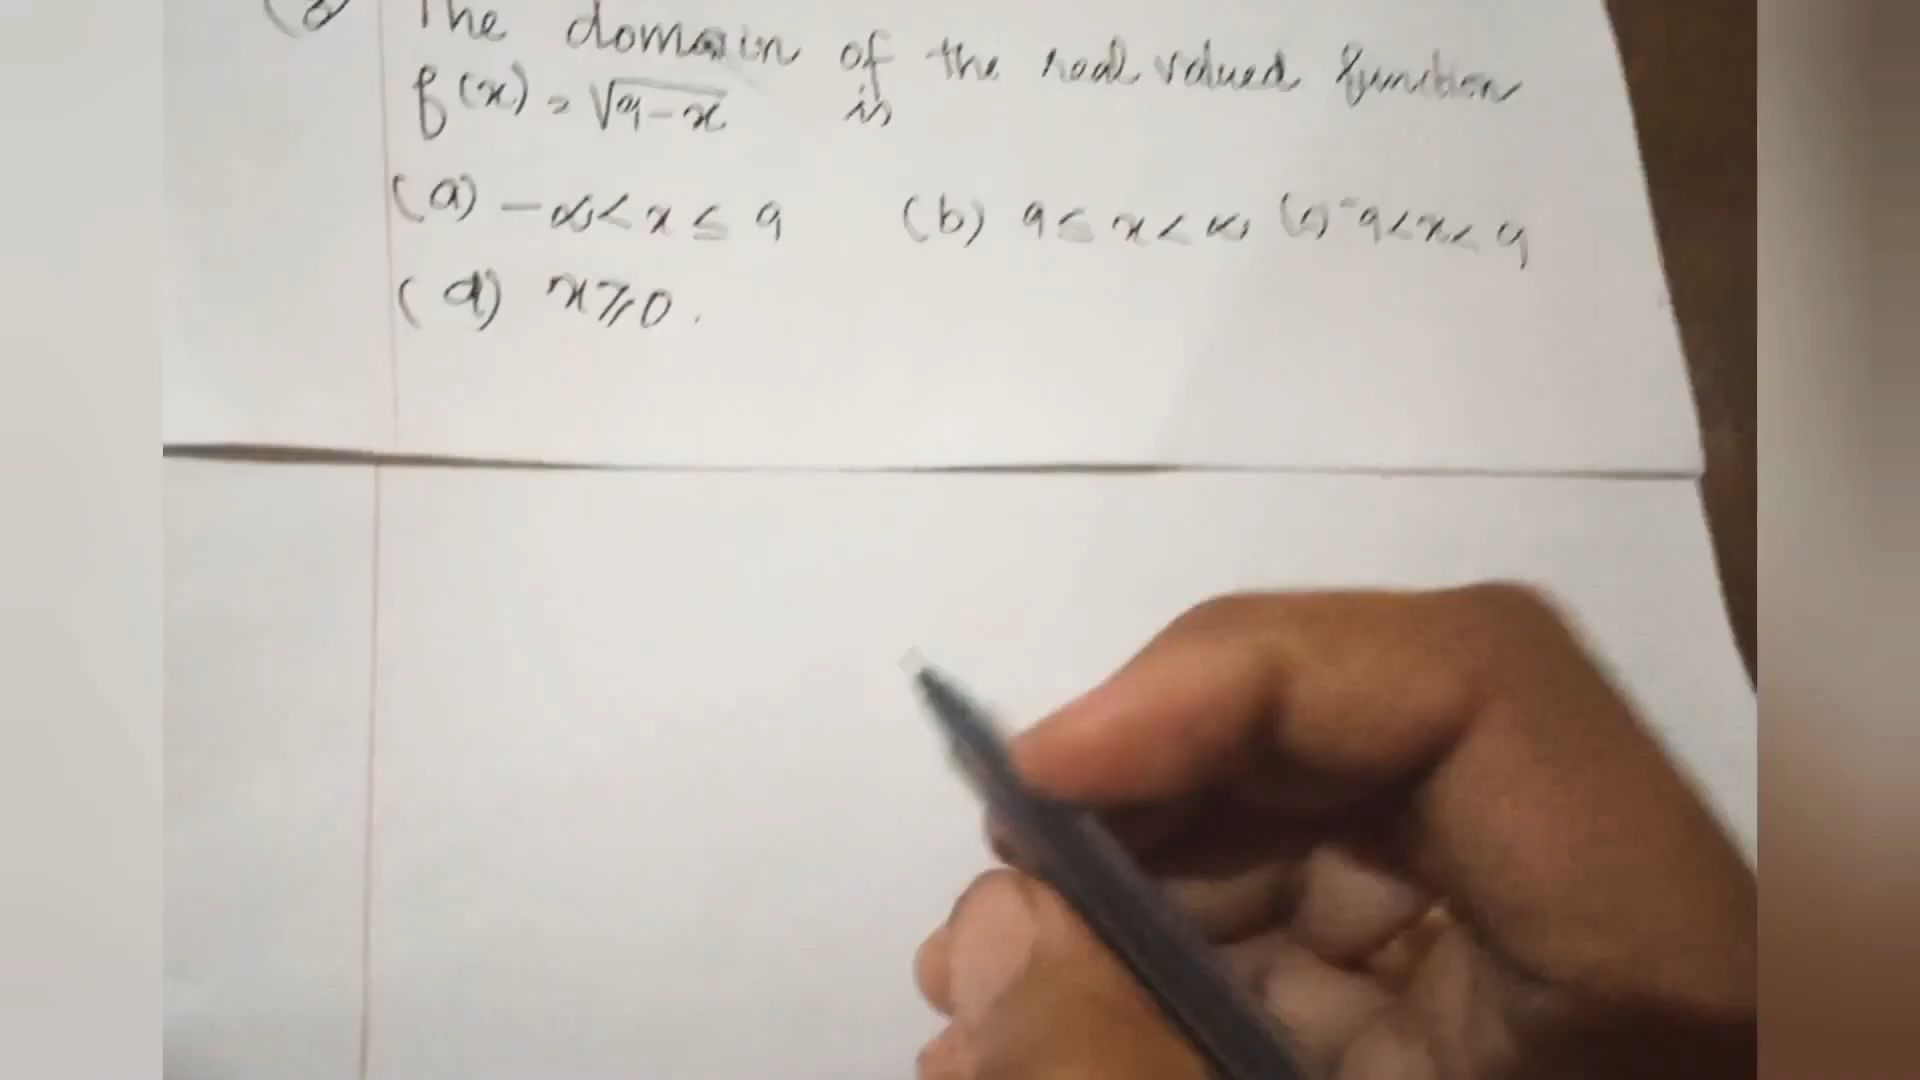 The domain of the real valued function
f(x) = √9-x is
(a) -∞<x≤9 (b) 9≤x<∞ (c) -9<x<9
(d) x≥0.